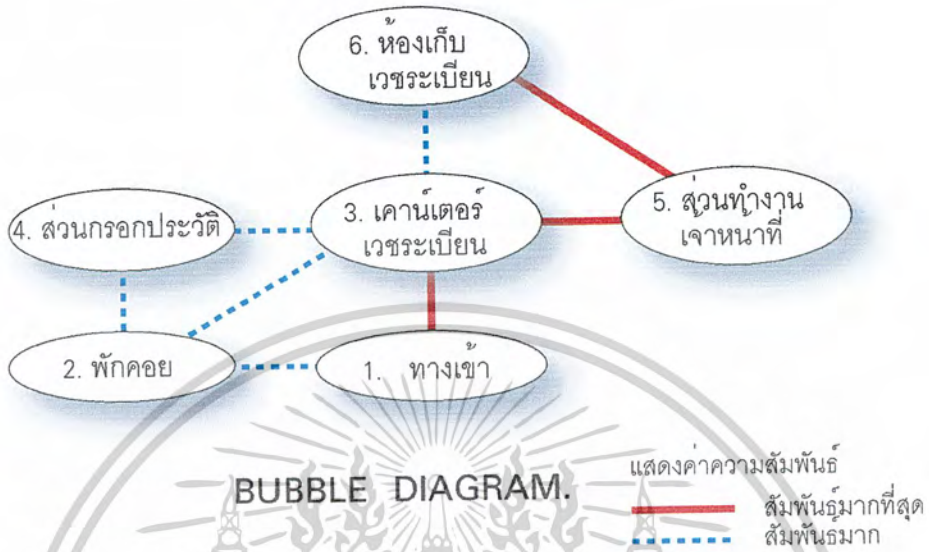 6. ห้องเก็บ
เวชระเบียน
4. ส่วนกรอกประวัติ
3. เคาน์เตอร์
เวชระเบียน
5. ส่วนทำงาน
เจ้าหน้าที่
2. พักคอย
1. ทางเข้า
BUBBLE DIAGRAM.
แสดงค่าความสัมพันธ์
สัมพันธ์มากที่สุด
สัมพันธ์มาก